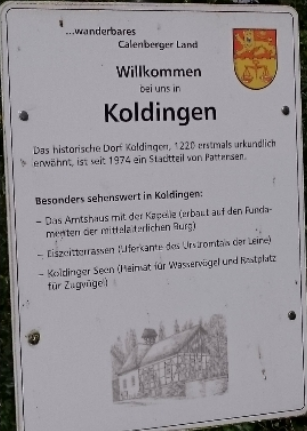 ...wanderbares
Calenberger Land
Willkommen
bei uns in
Koldingen
Das historische Dorf Koldingen, 1220 erstmals urkundlich
erwähnt, ist seit 1974 ein Stadtteil von Pattensen.
Besonders sehenswert in Koldingen:
– Das Amtshaus mit der Kapelle (erbaut auf den Funda-
menten der mittelalterlichen Burg)
– Eiszeitterrassen (Uferkante des Urstromtals der Leine)
– Koldinger Seen (Heimat für Wasservögel und Rastplatz
für Zugvögel)